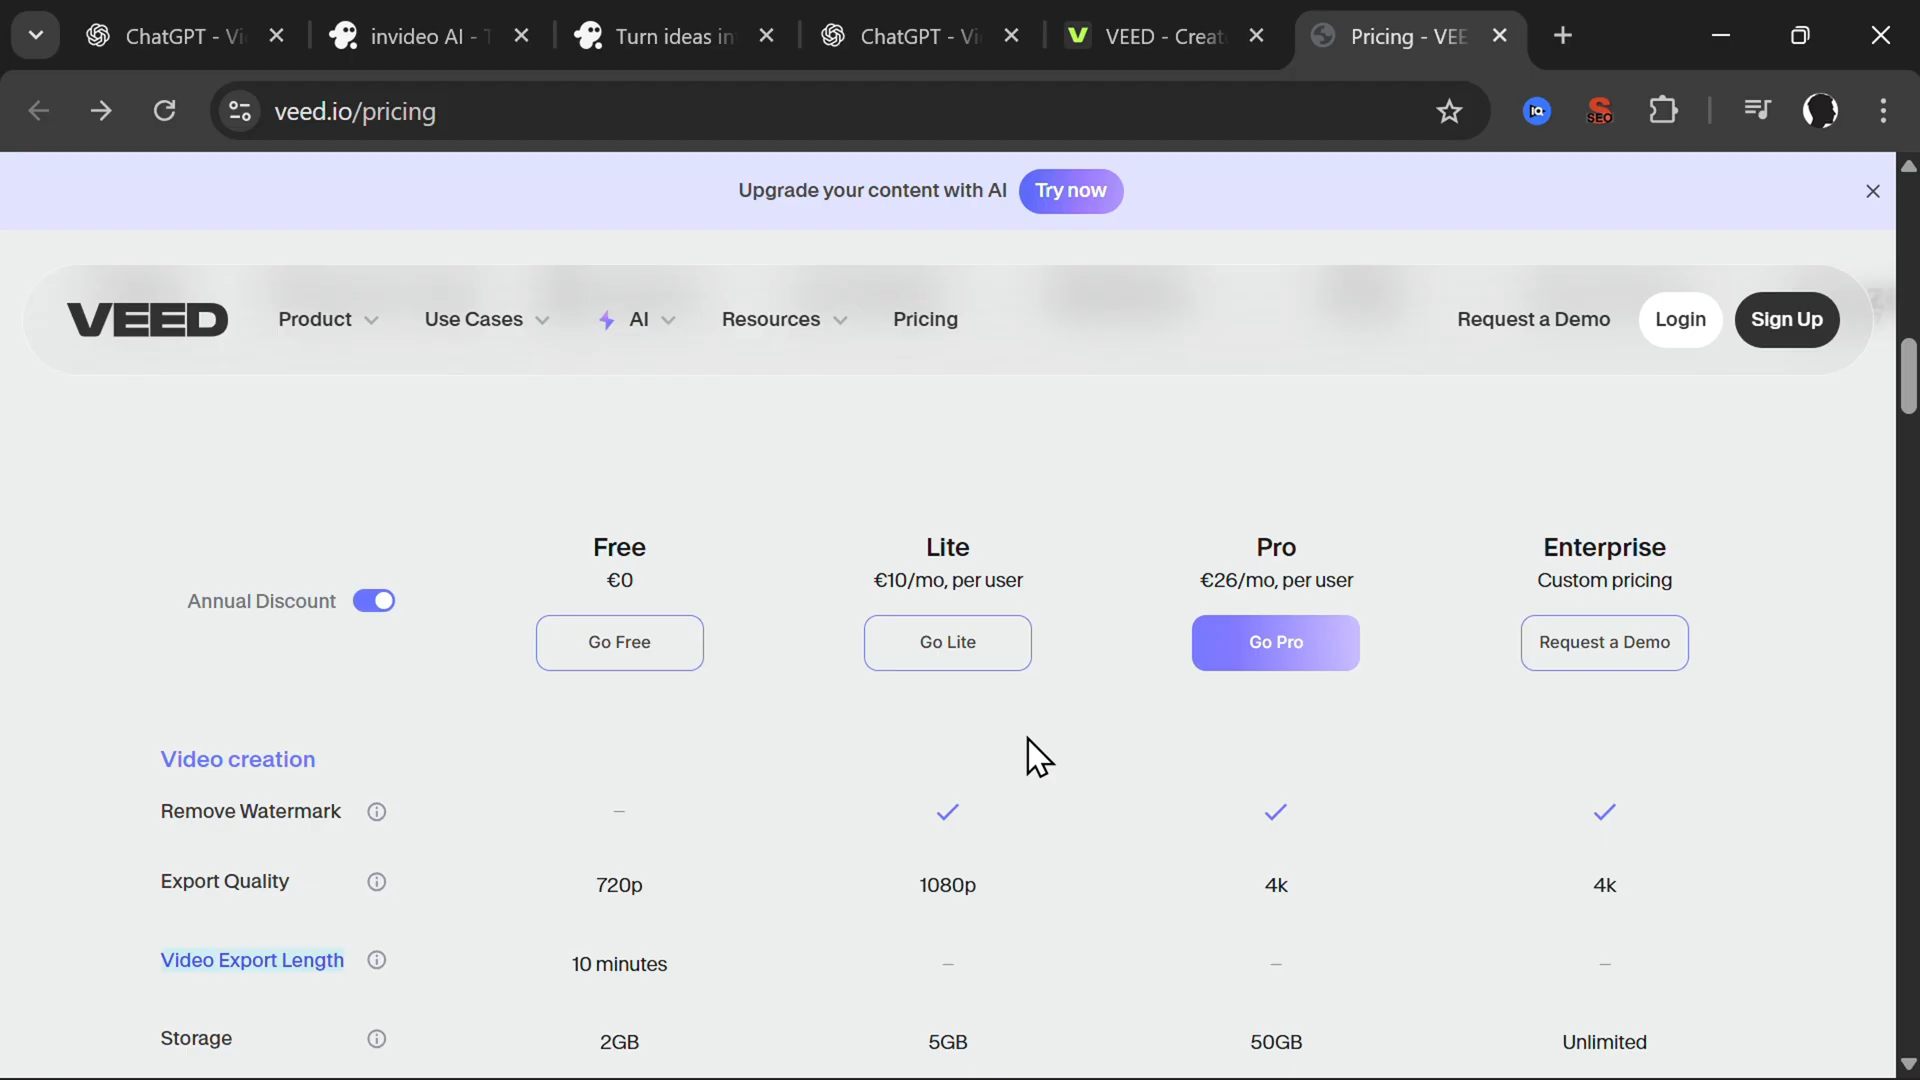 ChatGPT - Vi
invideo AI - T
Turn ideas in
ChatGPT - Vi
VEED - Creat
Pricing - VEE
veed.io/pricing
SEO
Upgrade your content with AI Try now
VEED Product Use Cases AI Resources Pricing Request a Demo Login Sign Up
Free Lite Pro Enterprise
€0 €10/mo, per user €26/mo, per user Custom pricing
Annual Discount
Go Free Go Lite Go Pro Request a Demo
Video creation
Remove Watermark –
Export Quality 720p 1080p 4k 4k
Video Export Length 10 minutes – – –
Storage 2GB 5GB 50GB Unlimited